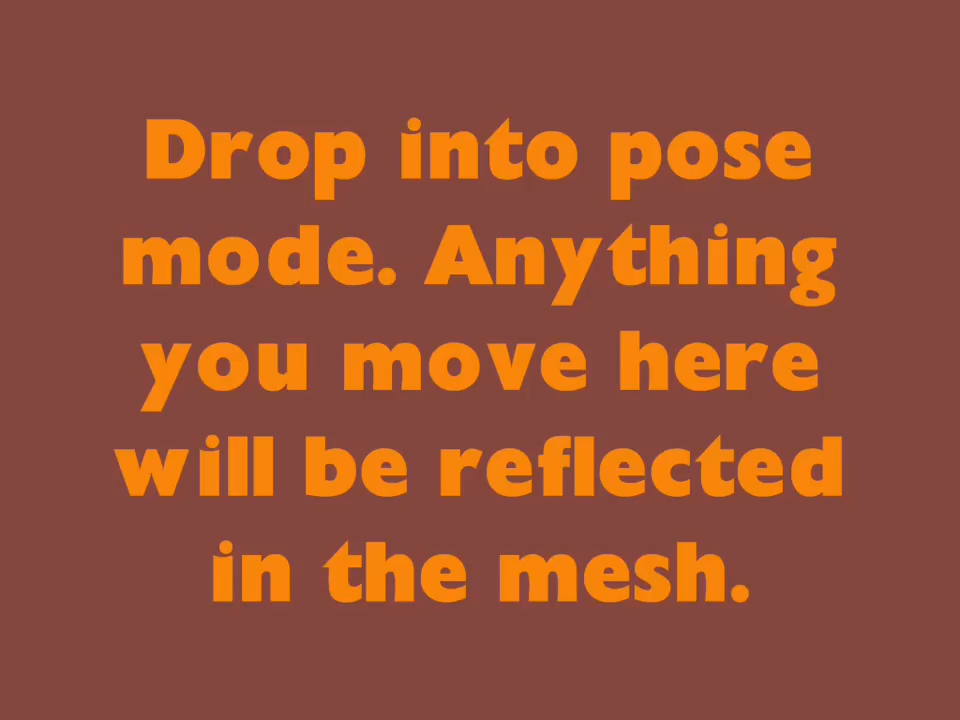 Drop into pose
mode. Anything
you move here
will be reflected
in the mesh.